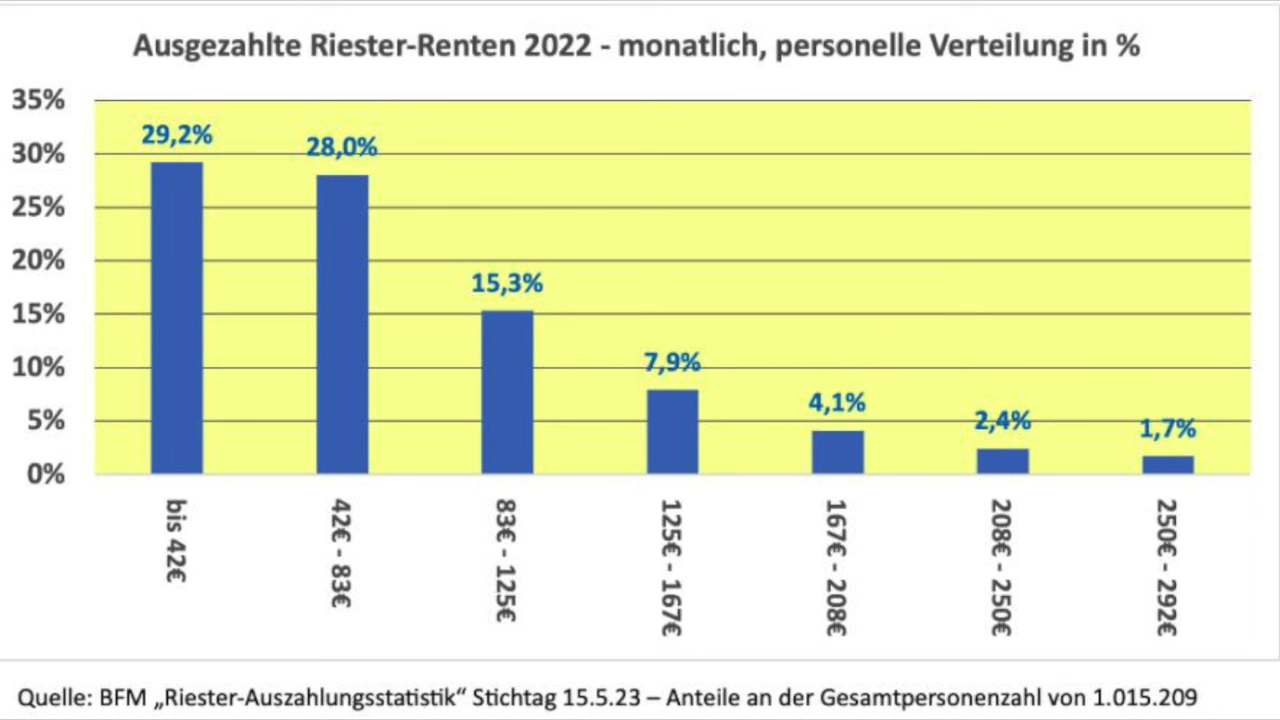 Ausgezahlte Riester-Renten 2022 - monatlich, personelle Verteilung in %
35%
30%
25%
20%
15%
10%
5%
0%
29,2%
28,0%
15,3%
7,9%
4,1%
2,4%
1,7%
bis 42€
42€ - 83€
83€ - 125€
125€ - 167€
167€ - 208€
208€ - 250€
250€ - 292€
Quelle: BFM „Riester-Auszahlungsstatistik“ Stichtag 15.5.23 – Anteile an der Gesamtpersonenzahl von 1.015.209